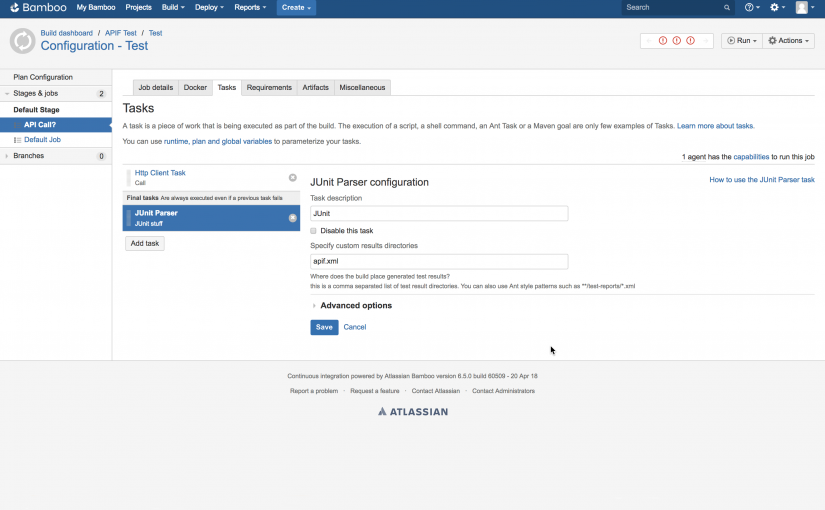 Bamboo My Bamboo Projects Build Deploy Reports Create Search
Build dashboard / APIF Test / Test
Configuration - Test
Run Actions
Plan Configuration
Stages & jobs 2
Default Stage
API Call?
Default Job
Branches 0
Job details Docker Tasks Requirements Artifacts Miscellaneous
Tasks
A task is a piece of work that is being executed as part of the build. The execution of a script, a shell command, an Ant Task or a Maven goal are only few examples of Tasks. Learn more about tasks.
You can use runtime, plan and global variables to parameterize your tasks.
1 agent has the capabilities to run this job
Http Client Task
Call
Final tasks Are always executed even if a previous task fails
JUnit Parser
JUnit stuff
Add task
JUnit Parser configuration
How to use the JUnit Parser task
Task description
JUnit
Disable this task
Specify custom results directories
apif.xml
Where does the build place generated test results?
this is a comma separated list of test result directories. You can also use Ant style patterns such as **/test-reports/*.xml
Advanced options
Save Cancel
Continuous integration powered by Atlassian Bamboo version 6.5.0 build 60509 - 20 Apr 18
Report a problem · Request a feature · Contact Atlassian · Contact Administrators
ATLASSIAN